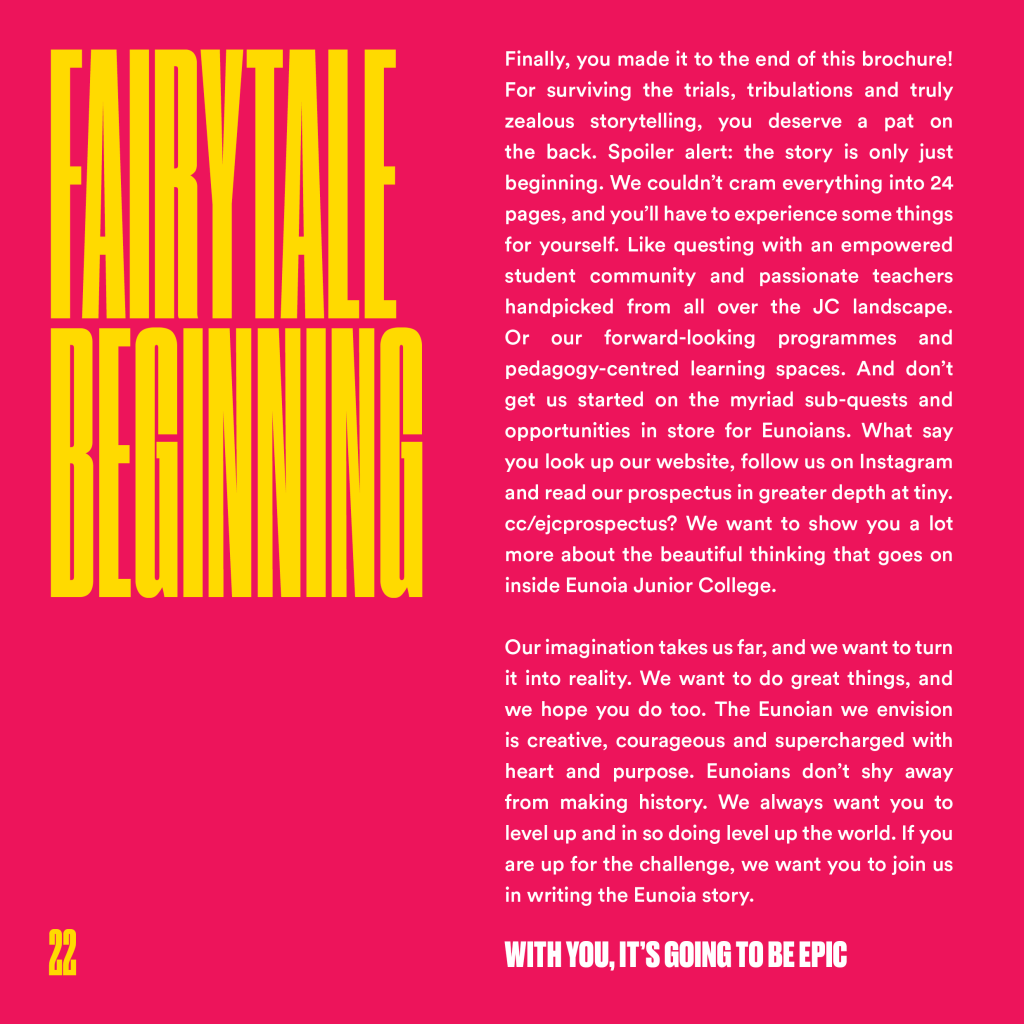 FAIRYTALE
BEGINNING
Finally, you made it to the end of this brochure!
For surviving the trials, tribulations and truly
zealous storytelling, you deserve a pat on
the back. Spoiler alert: the story is only just
beginning. We couldn’t cram everything into 24
pages, and you’ll have to experience some things
for yourself. Like questing with an empowered
student community and passionate teachers
handpicked from all over the JC landscape.
Or our forward-looking programmes and
pedagogy-centred learning spaces. And don’t
get us started on the myriad sub-quests and
opportunities in store for Eunoians. What say
you look up our website, follow us on Instagram
and read our prospectus in greater depth at tiny.
cc/ejcprospectus? We want to show you a lot
more about the beautiful thinking that goes on
inside Eunoia Junior College.
Our imagination takes us far, and we want to turn
it into reality. We want to do great things, and
we hope you do too. The Eunoian we envision
is creative, courageous and supercharged with
heart and purpose. Eunoians don’t shy away
from making history. We always want you to
level up and in so doing level up the world. If you
are up for the challenge, we want you to join us
in writing the Eunoia story.
WITH YOU, IT’S GOING TO BE EPIC
22